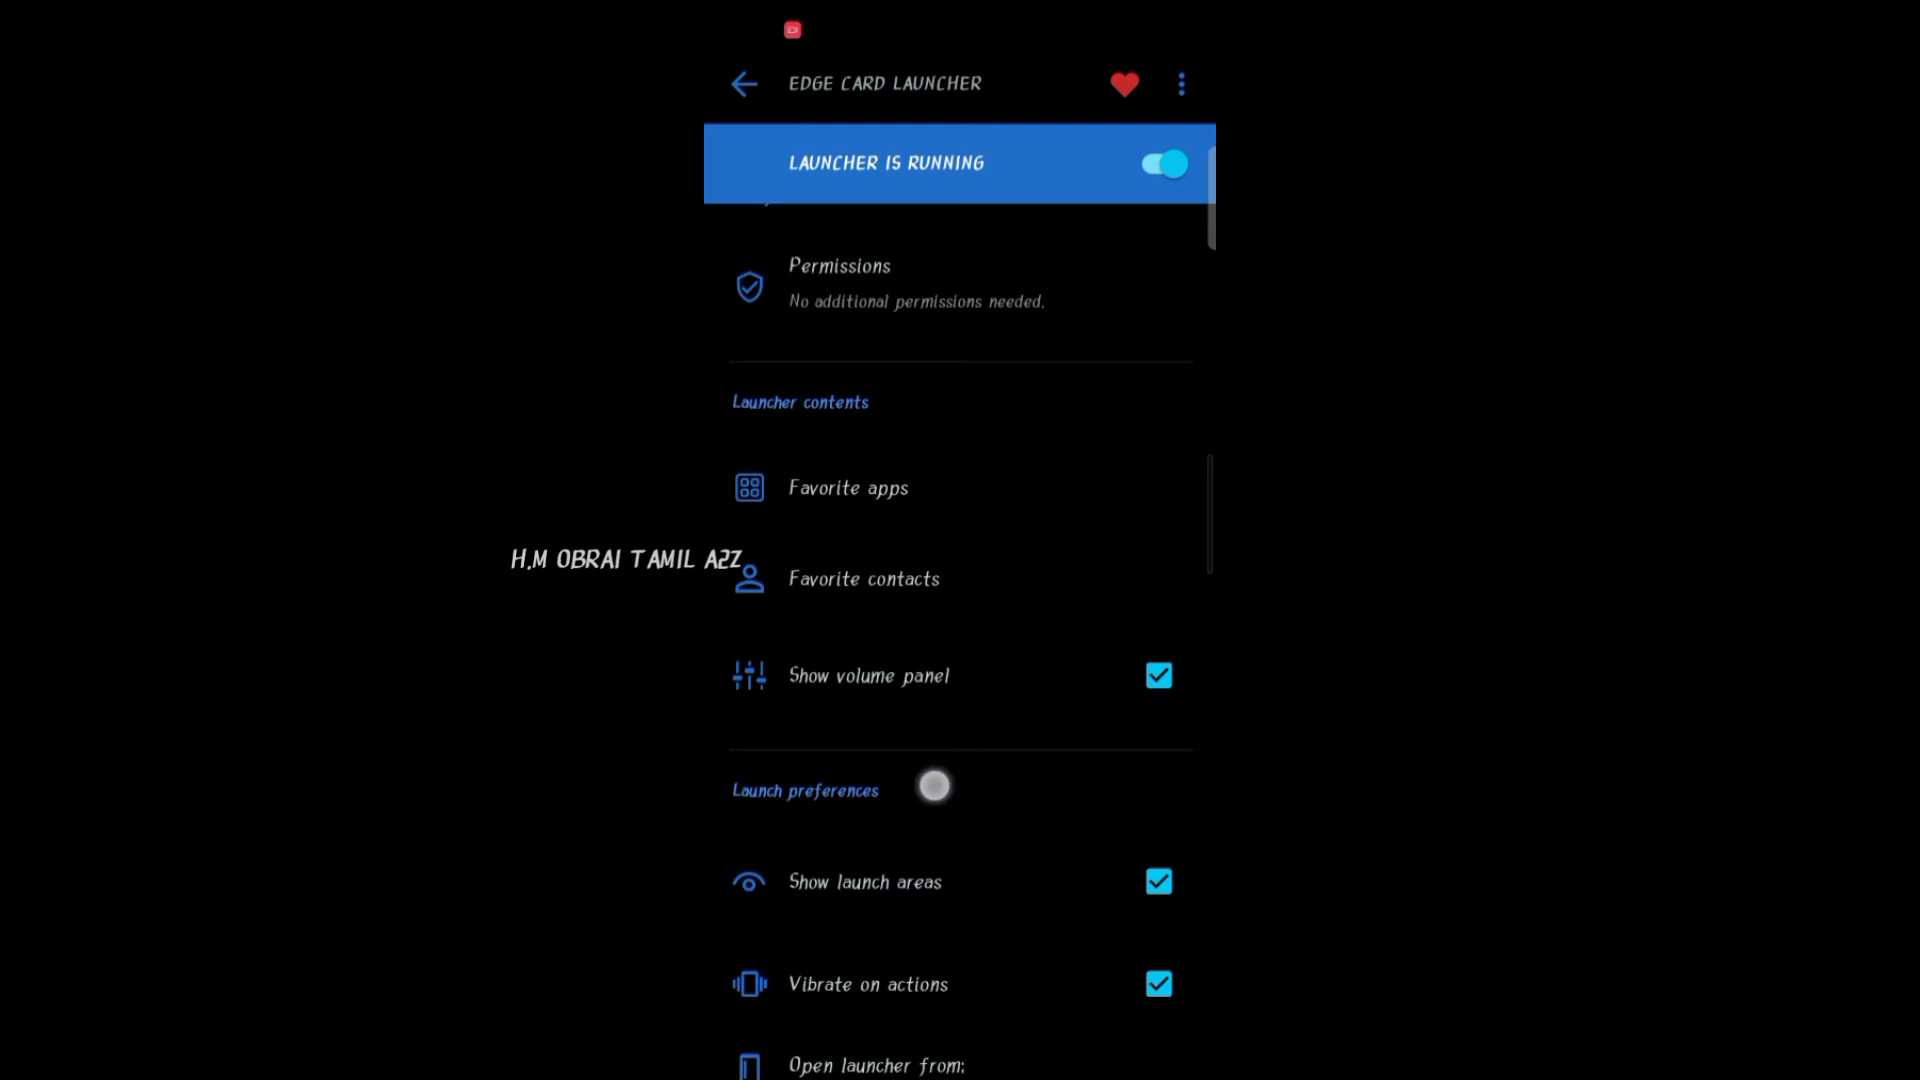 EDGE CARD LAUNCHER
LAUNCHER IS RUNNING
Permissions
No additional permissions needed.
Launcher contents
Favorite apps
H.M OBRAI TAMIL A2Z
Favorite contacts
Show volume panel
Launch preferences
Show launch areas
Vibrate on actions
Open launcher from: